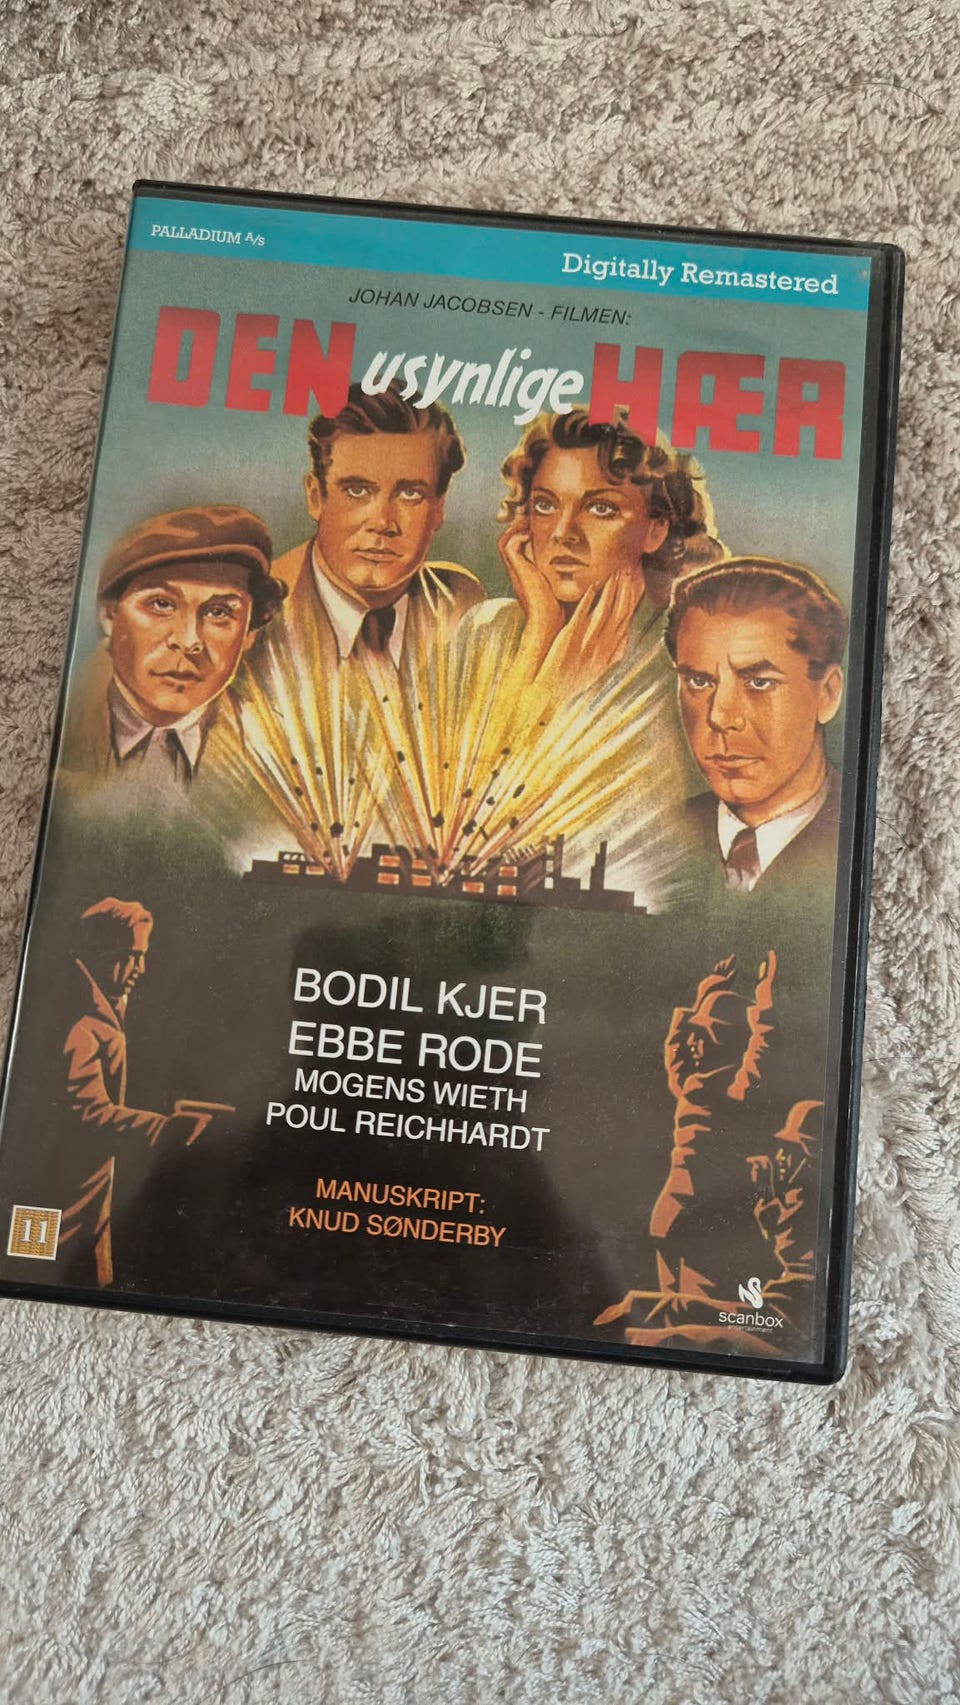 PALLADIUM A/S
Digitally Remastered
JOHAN JACOBSEN - FILMEN:
DEN usynlige HÆR
BODIL KJER
EBBE RODE
MOGENS WIETH
POUL REICHHARDT
MANUSKRIPT:
KNUD SØNDERBY
11
scanbox
entertainment